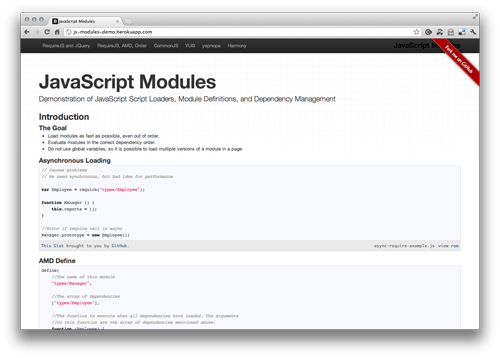 JavaScript Modules
js-modules-demo.herokuapp.com
RequireJS and jQuery RequireJS, AMD, Order CommonJS YUI3 yepnope Harmony
JavaScript Modules
Fork me on GitHub
JavaScript Modules
Demonstration of JavaScript Script Loaders, Module Definitions, and Dependency Management
Introduction
The Goal
Load modules as fast as possible, even out of order.
Evaluate modules in the correct dependency order.
Do not use global variables, so it is possible to load multiple versions of a module in a page.
Asynchronous Loading
// Causes problems
// We need synchronous, but bad idea for performance
var Employee = require("types/Employee");
function Manager () {
this.reports = [];
}
//Error if require call is async
Manager.prototype = new Employee();
This Gist brought to you by GitHub. async-require-example.js view raw
AMD Define
define(
//The name of this module
"types/Manager",
//The array of dependencies
["types/Employee"],
//The function to execute when all dependencies have loaded. The arguments
//to this function are the array of dependencies mentioned above.
function (Employee) {